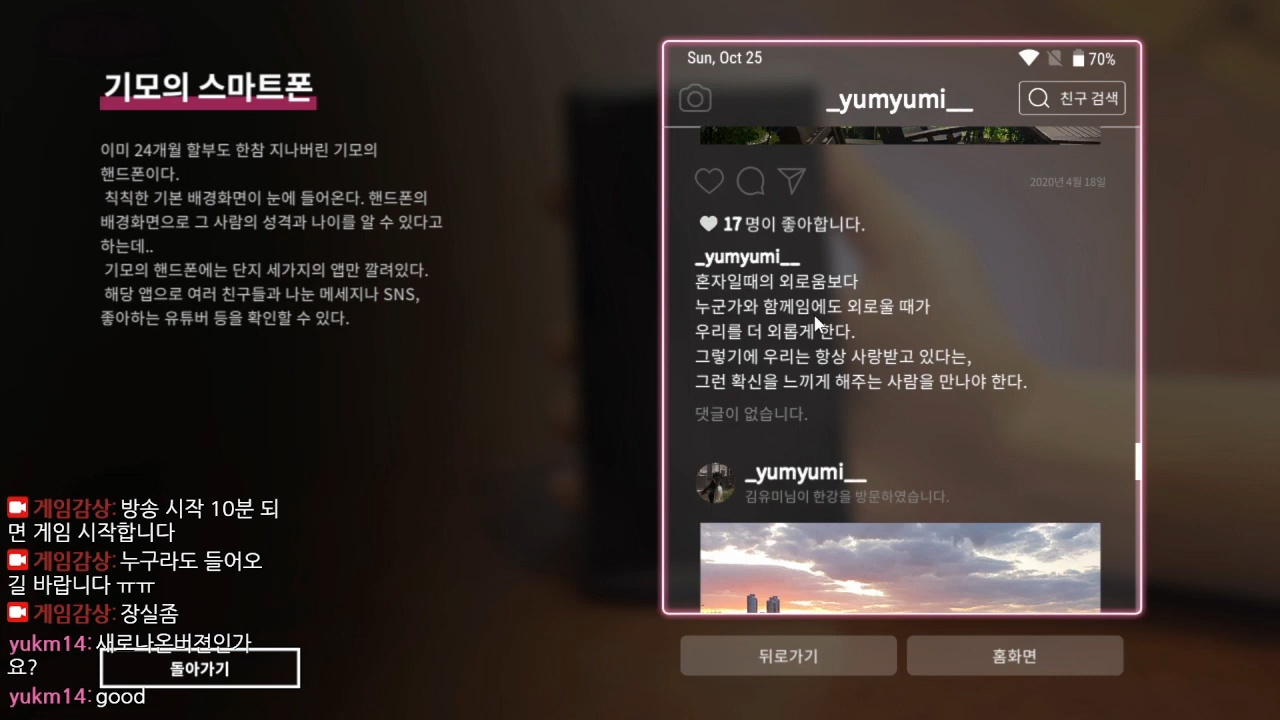 기모의 스마트폰
이미 24개월 할부도 한참 지나버린 기모의
핸드폰이다.
칙칙한 기본 배경화면이 눈에 들어온다. 핸드폰의
배경화면으로 그 사람의 성격과 나이를 알 수 있다고
하는데..
기모의 핸드폰에는 단지 세가지의 앱만 깔려있다.
해당 앱으로 여러 친구들과 나눈 메세지나 SNS,
좋아하는 유튜버 등을 확인할 수 있다.
게임감상: 방송 시작 10분 되
면 게임 시작합니다
게임감상: 누구라도 들어오
길 바랍니다 ㅠㅠ
게임감상: 장실좀
yukm14: 새로나온버젼인가
요?
돌아가기
yukm14: good
Sun, Oct 25
70%
_yumyumi__
친구 검색
2020년 4월 18일
17명이 좋아합니다.
_yumyumi__
혼자일때의 외로움보다
누군가와 함께임에도 외로울 때가
우리를 더 외롭게 한다.
그렇기에 우리는 항상 사랑받고 있다는,
그런 확신을 느끼게 해주는 사람을 만나야 한다.
댓글이 없습니다.
_yumyumi__
김유미님이 한강을 방문하였습니다.
뒤로가기
홈화면